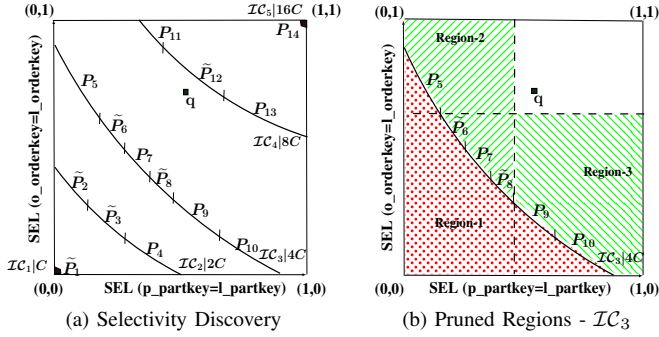 (0,1)
𝓘𝓒₅|16C
(1,1)
P₁₄
P₁₁
P̃₁₂
P₅
q
P₁₃
P̃₆
𝓘𝓒₄|8C
P₇
P̃₂
P̃₈
P̃₃
P₉
P₄
P₁₀
𝓘𝓒₁|C
P̃₁
𝓘𝓒₂|2C
𝓘𝓒₃|4C
SEL (o_orderkey=l_orderkey)
(0,0)
SEL (p_partkey=l_partkey)
(1,0)
(a) Selectivity Discovery
(0,1)
(1,1)
Region-2
P₅
q
P̃₆
P₇
Region-3
P̃₈
P₉
Region-1
P₁₀
𝓘𝓒₃|4C
SEL (o_orderkey=l_orderkey)
(0,0)
SEL (p_partkey=l_partkey)
(1,0)
(b) Pruned Regions - 𝓘𝓒₃